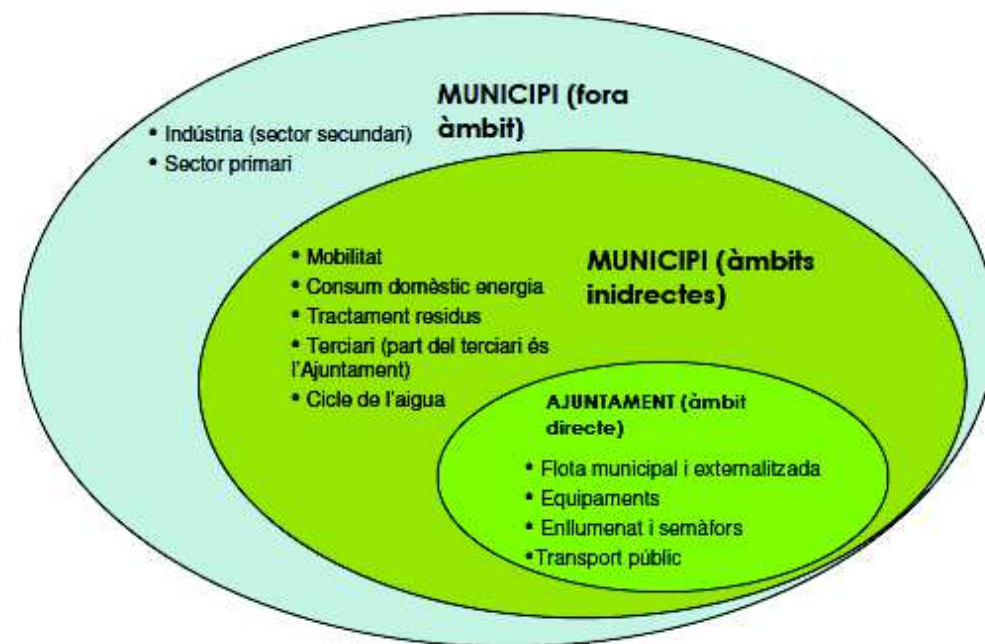 MUNICIPI (fora
àmbit)
• Indústria (sector secundari)
• Sector primari
MUNICIPI (àmbits
inidrectes)
• Mobilitat
• Consum domèstic energia
• Tractament residus
• Terciari (part del terciari és
l'Ajuntament)
• Cicle de l'aigua
AJUNTAMENT (àmbit
directe)
• Flota municipal i externalitzada
• Equipaments
• Enllumenat i semàfors
•Transport públic